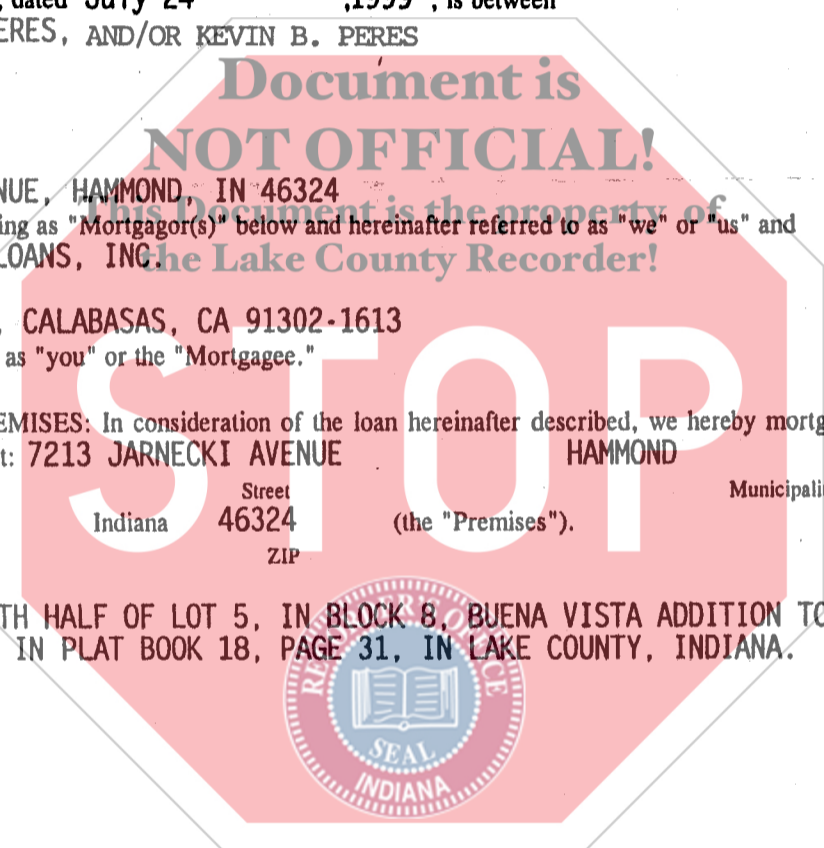 dated July 24 ,1999 , is between
ERES, AND/OR KEVIN B. PERES
Document is
NOT OFFICIAL!
NUE, HAMMOND, IN 46324
This Document is the property of
ing as "Mortgagor(s)" below and hereinafter referred to as "we" or "us" and
LOANS, INC.
the Lake County Recorder!
, CALABASAS, CA 91302-1613
as "you" or the "Mortgagee."
STOP
EMISES: In consideration of the loan hereinafter described, we hereby mortg
t: 7213 JARNECKI AVENUE HAMMOND
Street Municipali
Indiana 46324 (the "Premises").
ZIP
TH HALF OF LOT 5, IN BLOCK 8, BUENA VISTA ADDITION TO
IN PLAT BOOK 18, PAGE 31, IN LAKE COUNTY, INDIANA.
RECORDER'S OFFICE
SEAL
INDIANA